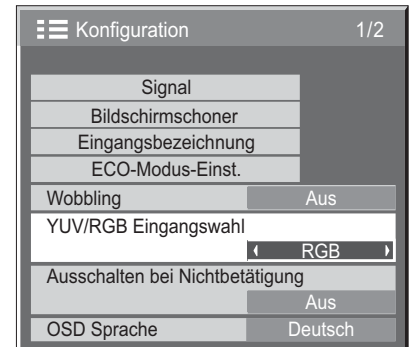 Konfiguration 1/2
Signal
Bildschirmschoner
Eingangsbezeichnung
ECO-Modus-Einst.
Wobbling Aus
YUV/RGB Eingangswahl
RGB
Ausschalten bei Nichtbetätigung
Aus
OSD Sprache Deutsch